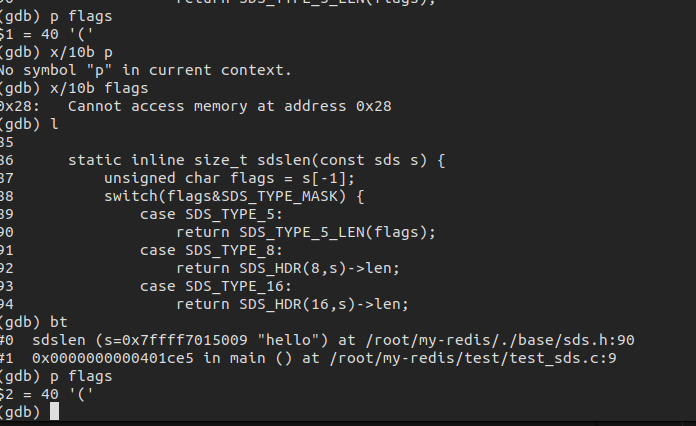 return SDS_TYPE_5_LEN(flags);
(gdb) p flags
$1 = 40 '('
(gdb) x/10b p
No symbol "p" in current context.
(gdb) x/10b flags
0x28:   Cannot access memory at address 0x28
(gdb) l
85
86      static inline size_t sdslen(const sds s) {
87          unsigned char flags = s[-1];
88          switch(flags&SDS_TYPE_MASK) {
89              case SDS_TYPE_5:
90                  return SDS_TYPE_5_LEN(flags);
91              case SDS_TYPE_8:
92                  return SDS_HDR(8,s)->len;
93              case SDS_TYPE_16:
94                  return SDS_HDR(16,s)->len;
(gdb) bt
#0  sdslen (s=0x7ffff7015009 "hello") at /root/my-redis/./base/sds.h:90
#1  0x0000000000401ce5 in main () at /root/my-redis/test/test_sds.c:9
(gdb) p flags
$2 = 40 '('
(gdb)